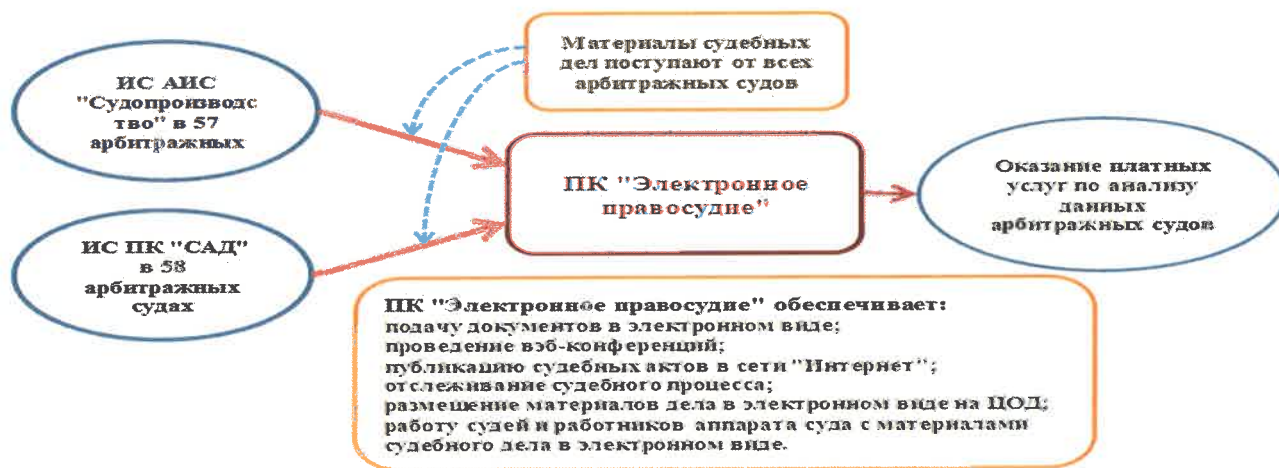 Материалы судебных
дел поступают от всех
арбитражных судов
ИС АИС
"Судопроизводс
тво" в 57
арбитражных
ПК "Электронное
правосудие"
Оказание платных
услуг по анализу
данных
арбитражных судов
ИС ПК "САД"
в 58
арбитражных
судах
ПК "Электронное правосудие" обеспечивает:
подачу документов в электронном виде;
проведение вэб-конференций;
публикацию судебных актов в сети "Интернет";
отслеживание судебного процесса;
размещение материалов дела в электронном виде на ЦОД;
работу судей и работников аппарата суда с материалами
судебного дела в электронном виде.